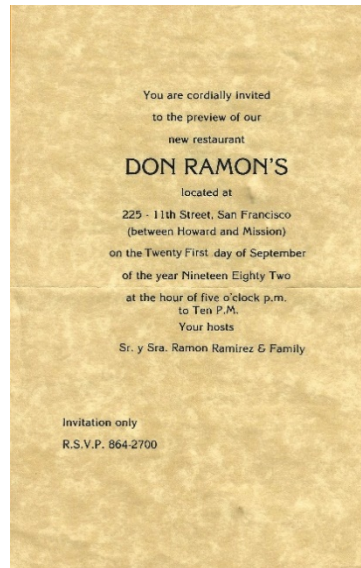 You are cordially invited
to the preview of our
new restaurant
DON RAMON'S
located at
225 - 11th Street, San Francisco
(between Howard and Mission)
on the Twenty First day of September
of the year Nineteen Eighty Two
at the hour of five o'clock p.m.
to Ten P.M.
Your hosts
Sr. y Sra. Ramon Ramirez & Family
Invitation only
R.S.V.P. 864-2700